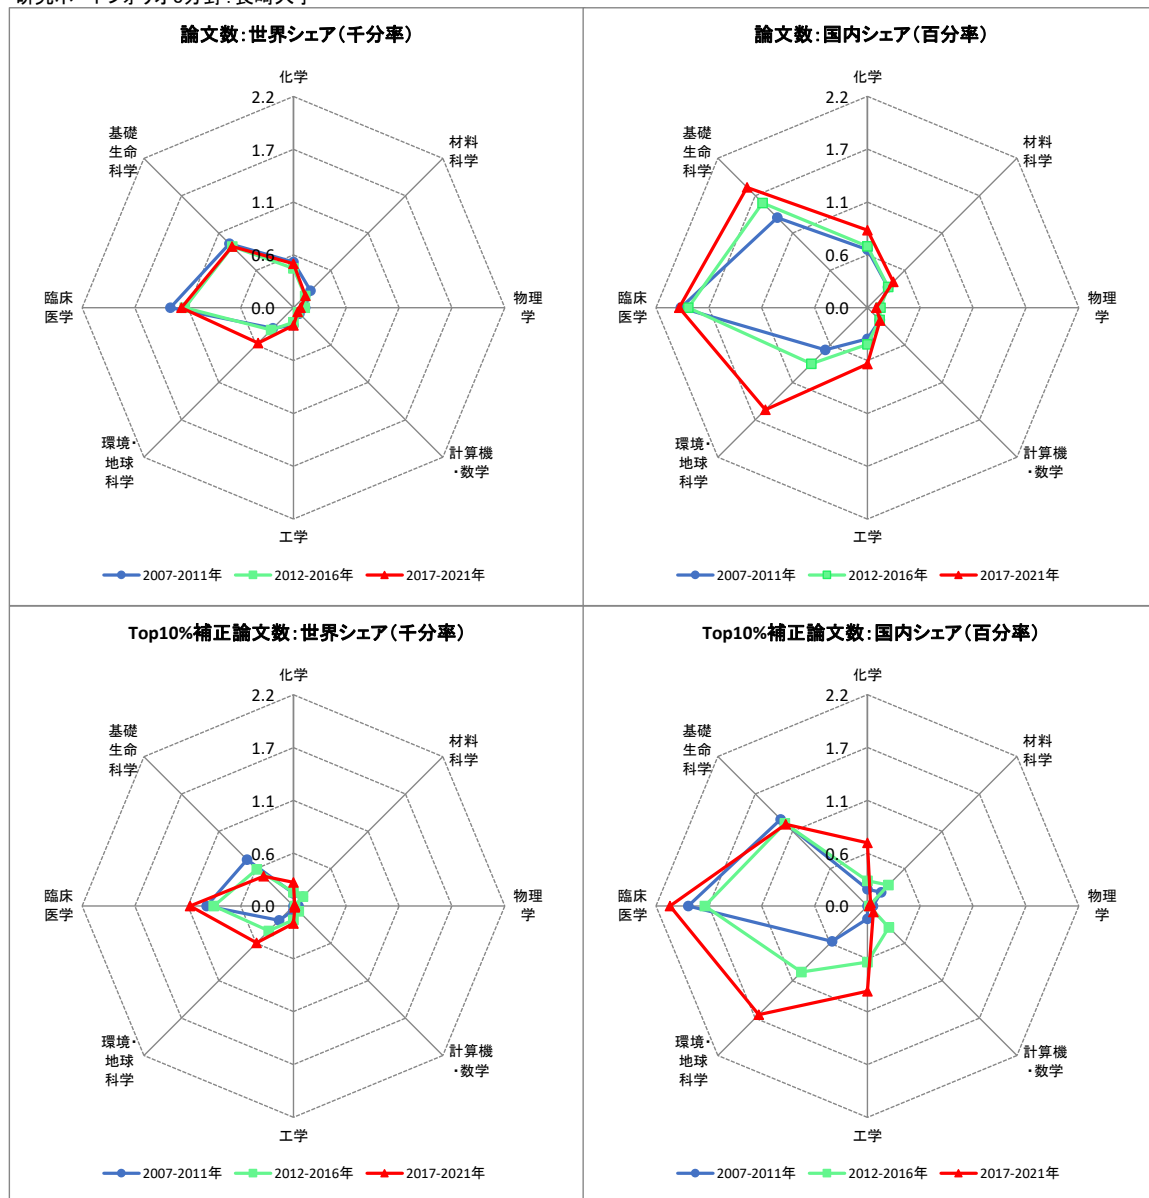 論文数:世界シェア(千分率)
化学
2.2
1.7
1.1
0.6
0.0
材料
科学
物理
学
計算機
・数学
工学
環境・
地球
科学
臨床
医学
基礎
生命
科学
2007-2011年
2012-2016年
2017-2021年
論文数:国内シェア(百分率)
化学
2.2
1.7
1.1
0.6
0.0
材料
科学
物理
学
計算機
・数学
工学
環境・
地球
科学
臨床
医学
基礎
生命
科学
2007-2011年
2012-2016年
2017-2021年
Top10%補正論文数:世界シェア(千分率)
化学
2.2
1.7
1.1
0.6
0.0
材料
科学
物理
学
計算機
・数学
工学
環境・
地球
科学
臨床
医学
基礎
生命
科学
2007-2011年
2012-2016年
2017-2021年
Top10%補正論文数:国内シェア(百分率)
化学
2.2
1.7
1.1
0.6
0.0
材料
科学
物理
学
計算機
・数学
工学
環境・
地球
科学
臨床
医学
基礎
生命
科学
2007-2011年
2012-2016年
2017-2021年